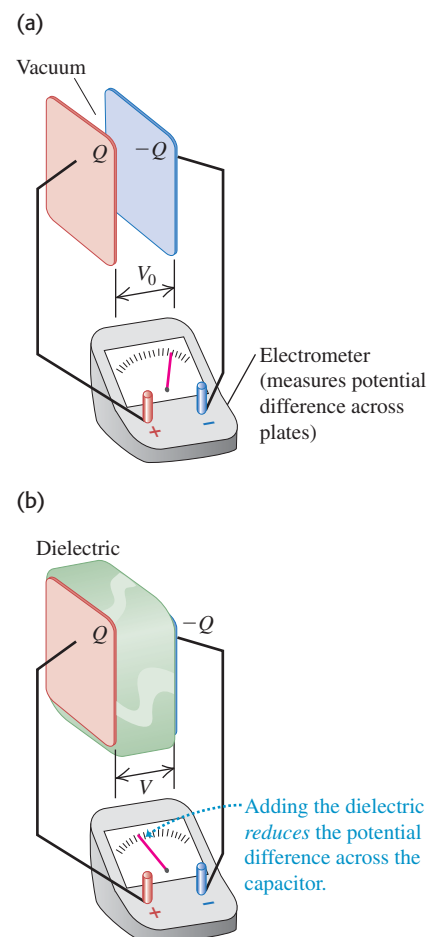 (a)
Vacuum
Q
−Q
V₀
Electrometer
(measures potential
difference across
plates)
+
−
(b)
Dielectric
Q
−Q
V
Adding the dielectric
reduces the potential
difference across the
capacitor.
+
−